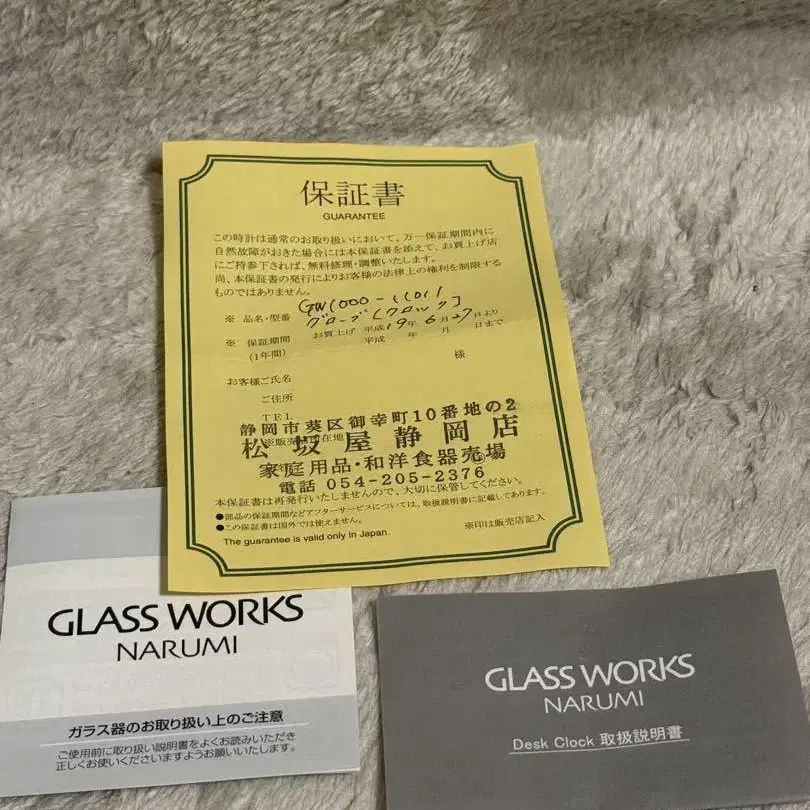 保証書
GUARANTEE
この時計は通常のお取り扱いにおいて、万一保証期間内に
自然故障がおきた場合には本保証書を添えて、お買上げ店
にご持参下されば、無料修理・調整いたします。
尚、本保証書の発行によりお客様の法律上の権利を制限する
ものではありません。
※ 品名・型番 GW1000-11011
グローブ[クロック]
※ 保証期間 お買上げ 平成19年6月27日より
(1年間) 平成 年 月 日まで
お客様ご氏名 様
ご住所
TEL
静岡市葵区御幸町10番地の2
松坂屋静岡店
家庭用品・和洋食器売場
電話 054-205-2376
本保証書は再発行いたしませんので、大切に保管してください。
●部品の保証期間などアフターサービスについては、取扱説明書に記載してあります。
●この保証書は国外では使えません。
The guarantee is valid only in Japan.
※印は販売店記入
GLASS WORKS
NARUMI
ガラス器のお取り扱い上のご注意
ご使用前に取り扱い説明書をよくお読みいただき
正しくお使いくださいますようお願いいたします。
GLASS WORKS
NARUMI
Desk Clock 取扱説明書